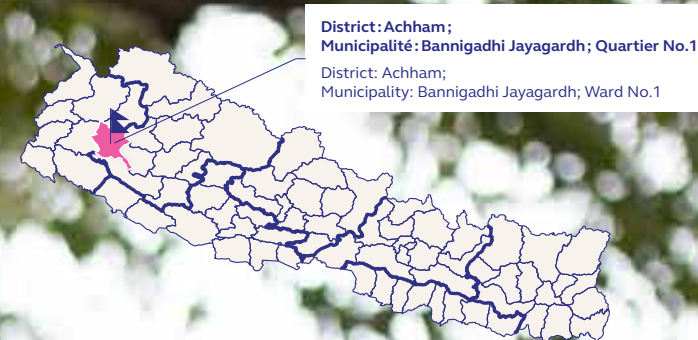 District : Achham ;
Municipalité : Bannigadhi Jayagardh ; Quartier No.1
District: Achham;
Municipality: Bannigadhi Jayagardh; Ward No.1